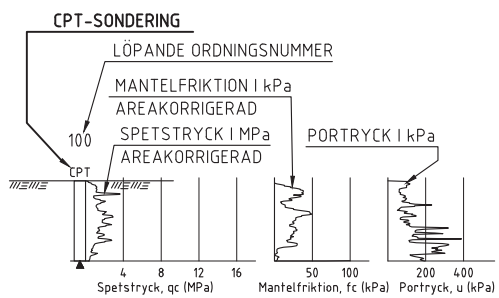 CPT-SONDERING
LÖPANDE ORDNINGSNUMMER
MANTELFRIKTION I kPa
AREAKORRIGERAD
100
SPETSTRYCK I MPa
AREAKORRIGERAD
PORTRYCK I kPa
CPT
4 8 12 16
50 100
200 400
Spetstryck, qc (MPa)
Mantelfriktion, fc (kPa)
Portryck, u (kPa)